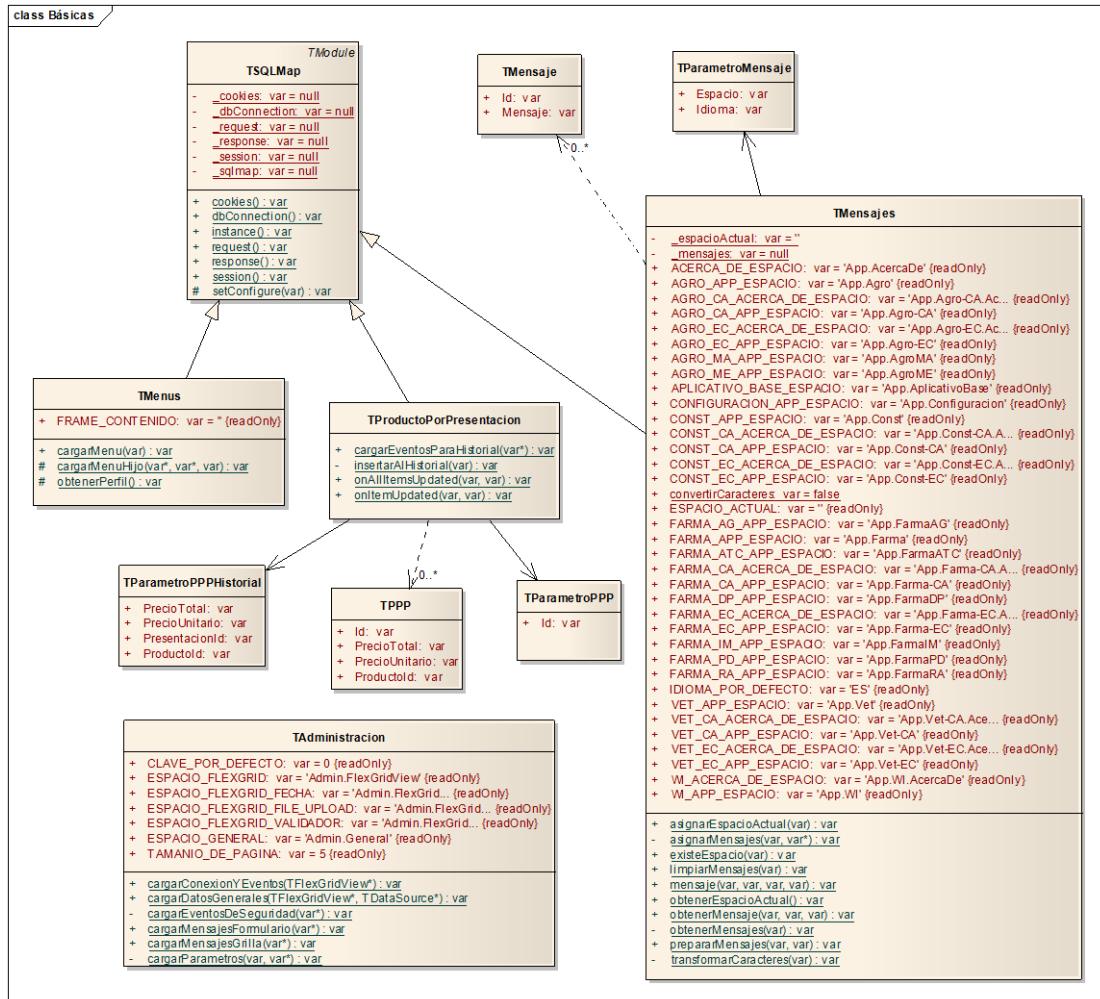 class Básicas
TModule
TSQLMap
- _cookies: var = null
- _dbConnection: var = null
- _request: var = null
- _response: var = null
- _session: var = null
- _sqlmap: var = null
+ cookies() : var
+ dbConnection() : var
+ instance() : var
+ request() : var
+ response() : var
+ session() : var
# setConfigure(var) : var
TMensaje
+ Id: var
+ Mensaje: var
0..*
TParametroMensaje
+ Espacio: var
+ Idioma: var
TMensajes
- _espacioActual: var = ''
- _mensajes: var = null
+ ACERCA_DE_ESPACIO: var = 'App.AcercaDe' {readOnly}
+ AGRO_APP_ESPACIO: var = 'App.Agro' {readOnly}
+ AGRO_CA_ACERCA_DE_ESPACIO: var = 'App.Agro-CA.Ac... {readOnly}
+ AGRO_CA_APP_ESPACIO: var = 'App.Agro-CA' {readOnly}
+ AGRO_EC_ACERCA_DE_ESPACIO: var = 'App.Agro-EC.Ac... {readOnly}
+ AGRO_EC_APP_ESPACIO: var = 'App.Agro-EC' {readOnly}
+ AGRO_MA_APP_ESPACIO: var = 'App.AgroMA' {readOnly}
+ AGRO_ME_APP_ESPACIO: var = 'App.AgroME' {readOnly}
+ APLICATIVO_BASE_ESPACIO: var = 'App.AplicativoBase' {readOnly}
+ CONFIGURACION_APP_ESPACIO: var = 'App.Configuracion' {readOnly}
+ CONST_APP_ESPACIO: var = 'App.Const' {readOnly}
+ CONST_CA_ACERCA_DE_ESPACIO: var = 'App.Const-CA.A... {readOnly}
+ CONST_CA_APP_ESPACIO: var = 'App.Const-CA' {readOnly}
+ CONST_EC_ACERCA_DE_ESPACIO: var = 'App.Const-EC.A... {readOnly}
+ CONST_EC_APP_ESPACIO: var = 'App.Const-EC' {readOnly}
+ convertirCaracteres: var = false
+ ESPACIO_ACTUAL: var = '' {readOnly}
+ FARMA_AG_APP_ESPACIO: var = 'App.FarmaAG' {readOnly}
+ FARMA_APP_ESPACIO: var = 'App.Farma' {readOnly}
+ FARMA_ATC_APP_ESPACIO: var = 'App.FarmaATC' {readOnly}
+ FARMA_CA_ACERCA_DE_ESPACIO: var = 'App.Farma-CA.A... {readOnly}
+ FARMA_CA_APP_ESPACIO: var = 'App.Farma-CA' {readOnly}
+ FARMA_DP_APP_ESPACIO: var = 'App.FarmaDP' {readOnly}
+ FARMA_EC_ACERCA_DE_ESPACIO: var = 'App.Farma-EC.A... {readOnly}
+ FARMA_EC_APP_ESPACIO: var = 'App.Farma-EC' {readOnly}
+ FARMA_IM_APP_ESPACIO: var = 'App.FarmaIM' {readOnly}
+ FARMA_PD_APP_ESPACIO: var = 'App.FarmaPD' {readOnly}
+ FARMA_RA_APP_ESPACIO: var = 'App.FarmaRA' {readOnly}
+ IDIOMA_POR_DEFECTO: var = 'ES' {readOnly}
+ VET_APP_ESPACIO: var = 'App.Vet' {readOnly}
+ VET_CA_ACERCA_DE_ESPACIO: var = 'App.Vet-CA.Ace... {readOnly}
+ VET_CA_APP_ESPACIO: var = 'App.Vet-CA' {readOnly}
+ VET_EC_ACERCA_DE_ESPACIO: var = 'App.Vet-EC.Ace... {readOnly}
+ VET_EC_APP_ESPACIO: var = 'App.Vet-EC' {readOnly}
+ WI_ACERCA_DE_ESPACIO: var = 'App.WI.AcercaDe' {readOnly}
+ WI_APP_ESPACIO: var = 'App.WI' {readOnly}
+ asignarEspacioActual(var) : var
- asignarMensajes(var, var*) : var
+ existeEspacio(var) : var
+ limpiarMensajes(var) : var
+ mensaje(var, var, var, var) : var
+ obtenerEspacioActual() : var
+ obtenerMensaje(var, var, var) : var
- obtenerMensajes(var) : var
+ prepararMensajes(var, var) : var
- transformarCaracteres(var) : var
TMenus
+ FRAME_CONTENIDO: var = '' {readOnly}
+ cargarMenu(var) : var
# cargarMenuHijo(var*, var*, var) : var
# obtenerPerfil() : var
TProductoPorPresentacion
+ cargarEventosParaHistorial(var*) : var
- insertarAlHistorial(var) : var
+ onAllItemsUpdated(var, var) : var
+ onItemUpdated(var, var) : var
TParametroPPPHistorial
+ PrecioTotal: var
+ PrecioUnitario: var
+ PresentacionId: var
+ ProductoId: var
0..*
TPPP
+ Id: var
+ PrecioTotal: var
+ PrecioUnitario: var
+ ProductoId: var
TParametroPPP
+ Id: var
TAdministracion
+ CLAVE_POR_DEFECTO: var = 0 {readOnly}
+ ESPACIO_FLEXGRID: var = 'Admin.FlexGridView' {readOnly}
+ ESPACIO_FLEXGRID_FECHA: var = 'Admin.FlexGrid... {readOnly}
+ ESPACIO_FLEXGRID_FILE_UPLOAD: var = 'Admin.FlexGrid... {readOnly}
+ ESPACIO_FLEXGRID_VALIDADOR: var = 'Admin.FlexGrid... {readOnly}
+ ESPACIO_GENERAL: var = 'Admin.General' {readOnly}
+ TAMANIO_DE_PAGINA: var = 5 {readOnly}
+ cargarConexionYEventos(TFlexGridView*) : var
+ cargarDatosGenerales(TFlexGridView*, TDataSource*) : var
- cargarEventosDeSeguridad(var*) : var
+ cargarMensajesFormulario(var*) : var
+ cargarMensajesGrilla(var*) : var
- cargarParametros(var, var*) : var